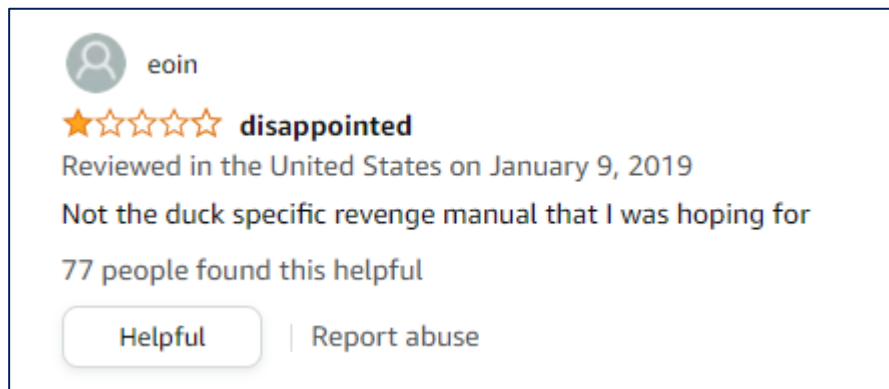 eoin
disappointed
Reviewed in the United States on January 9, 2019
Not the duck specific revenge manual that I was hoping for
77 people found this helpful
Helpful
Report abuse